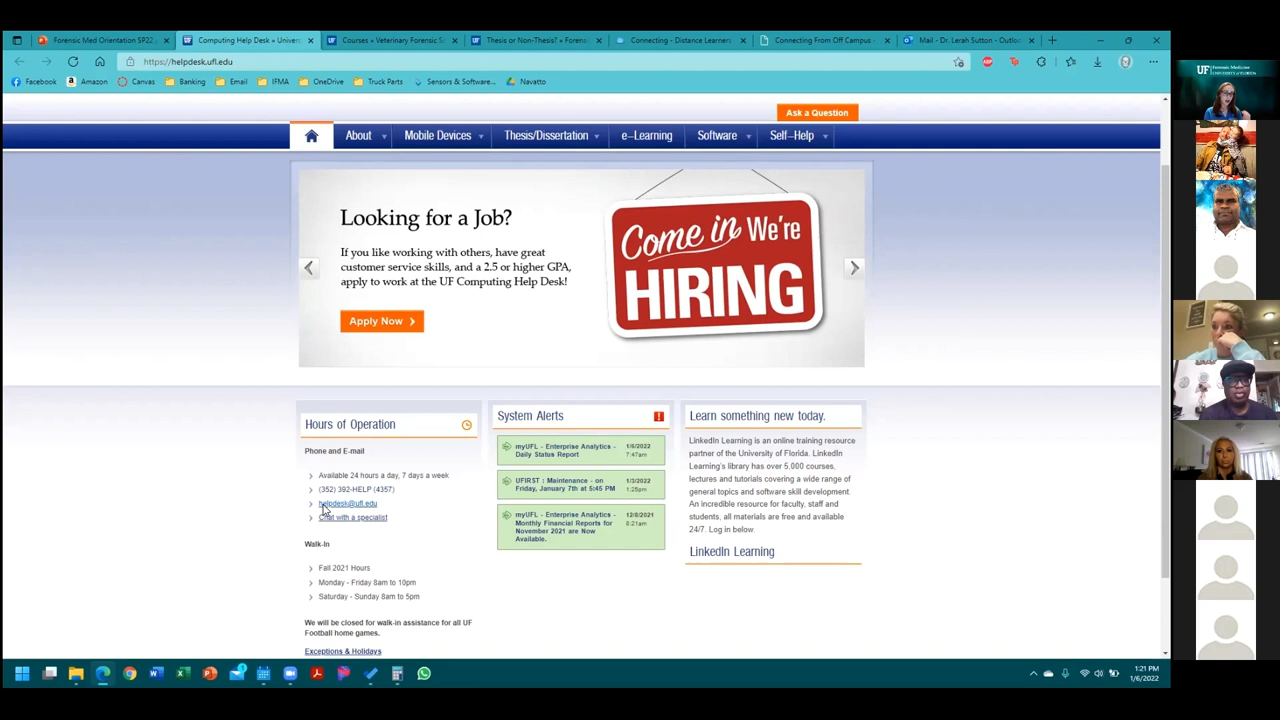 Forensic Med Orientation SP22
Computing Help Desk » Univer
Courses » Veterinary Forensic S
Thesis or Non-Thesis? » Forens
Connecting - Distance Learners
Connecting From Off Campus -
Mail - Dr. Lerah Sutton - Outloo
https://helpdesk.ufl.edu
Facebook
Amazon
Canvas
Banking
Email
IFMA
OneDrive
Truck Parts
Sensors & Software...
Navatto
UF Forensic Medicine
UNIVERSITY of FLORIDA
Ask a Question
About
Mobile Devices
Thesis/Dissertation
e-Learning
Software
Self-Help
Looking for a Job?
If you like working with others, have great
customer service skills, and a 2.5 or higher GPA,
apply to work at the UF Computing Help Desk!
Apply Now
Come in We're
HIRING
Hours of Operation
Phone and E-mail
Available 24 hours a day, 7 days a week
(352) 392-HELP (4357)
helpdesk@ufl.edu
Chat with a specialist
Walk-In
Fall 2021 Hours
Monday - Friday 8am to 10pm
Saturday - Sunday 8am to 5pm
We will be closed for walk-in assistance for all UF
Football home games.
Exceptions & Holidays
System Alerts
myUFL - Enterprise Analytics -
Daily Status Report
1/6/2022
7:47am
UFIRST : Maintenance - on
Friday, January 7th at 5:45 PM
1/3/2022
1:25pm
myUFL - Enterprise Analytics -
Monthly Financial Reports for
November 2021 are Now
Available.
12/8/2021
8:21am
Learn something new today.
LinkedIn Learning is an online training resource
partner of the University of Florida. LinkedIn
Learning's library has over 5,000 courses,
lectures and tutorials covering a wide range of
general topics and software skill development.
An incredible resource for faculty, staff and
students, all materials are free and available
24/7. Log in below.
LinkedIn Learning
1:21 PM
1/6/2022